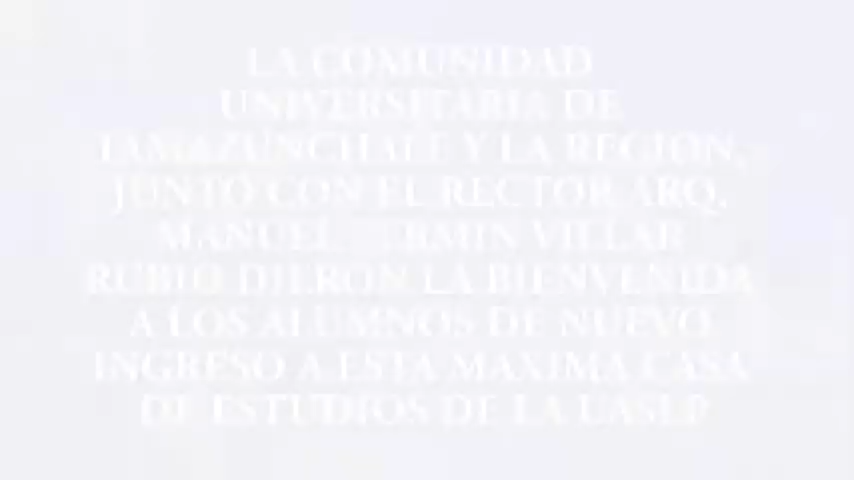 LA COMUNIDAD
UNIVERSITARIA DE
TAMAZUNCHALE Y LA REGION,
JUNTO CON EL RECTOR ARQ.
MANUEL FERMIN VILLAR
RUBIO DIERON LA BIENVENIDA
A LOS ALUMNOS DE NUEVO
INGRESO A ESTA MAXIMA CASA
DE ESTUDIOS DE LA UASLP